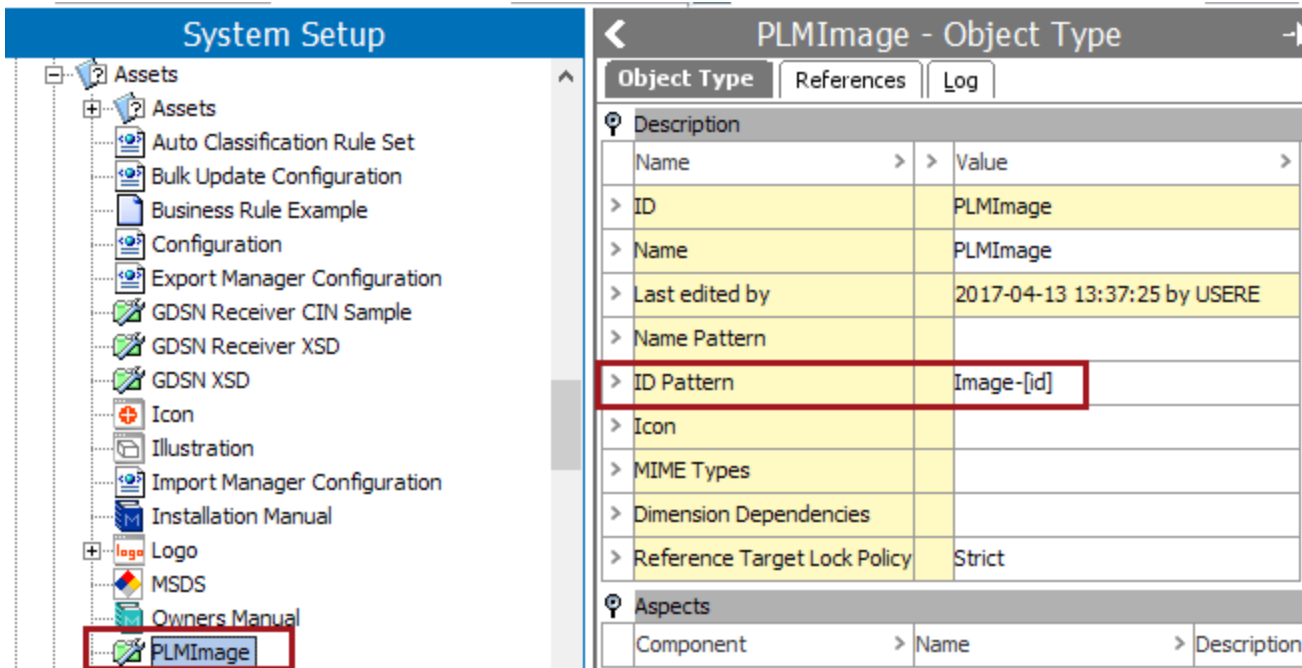 System Setup
Assets
Assets
Auto Classification Rule Set
Bulk Update Configuration
Business Rule Example
Configuration
Export Manager Configuration
GDSN Receiver CIN Sample
GDSN Receiver XSD
GDSN XSD
Icon
Illustration
Import Manager Configuration
Installation Manual
logo Logo
MSDS
Owners Manual
PLMImage
PLMImage - Object Type
Object Type References Log
Description
Name > > Value >
> ID PLMImage
> Name PLMImage
> Last edited by 2017-04-13 13:37:25 by USERE
> Name Pattern
> ID Pattern Image-[id]
> Icon
> MIME Types
> Dimension Dependencies
> Reference Target Lock Policy Strict
Aspects
Component > Name > Description